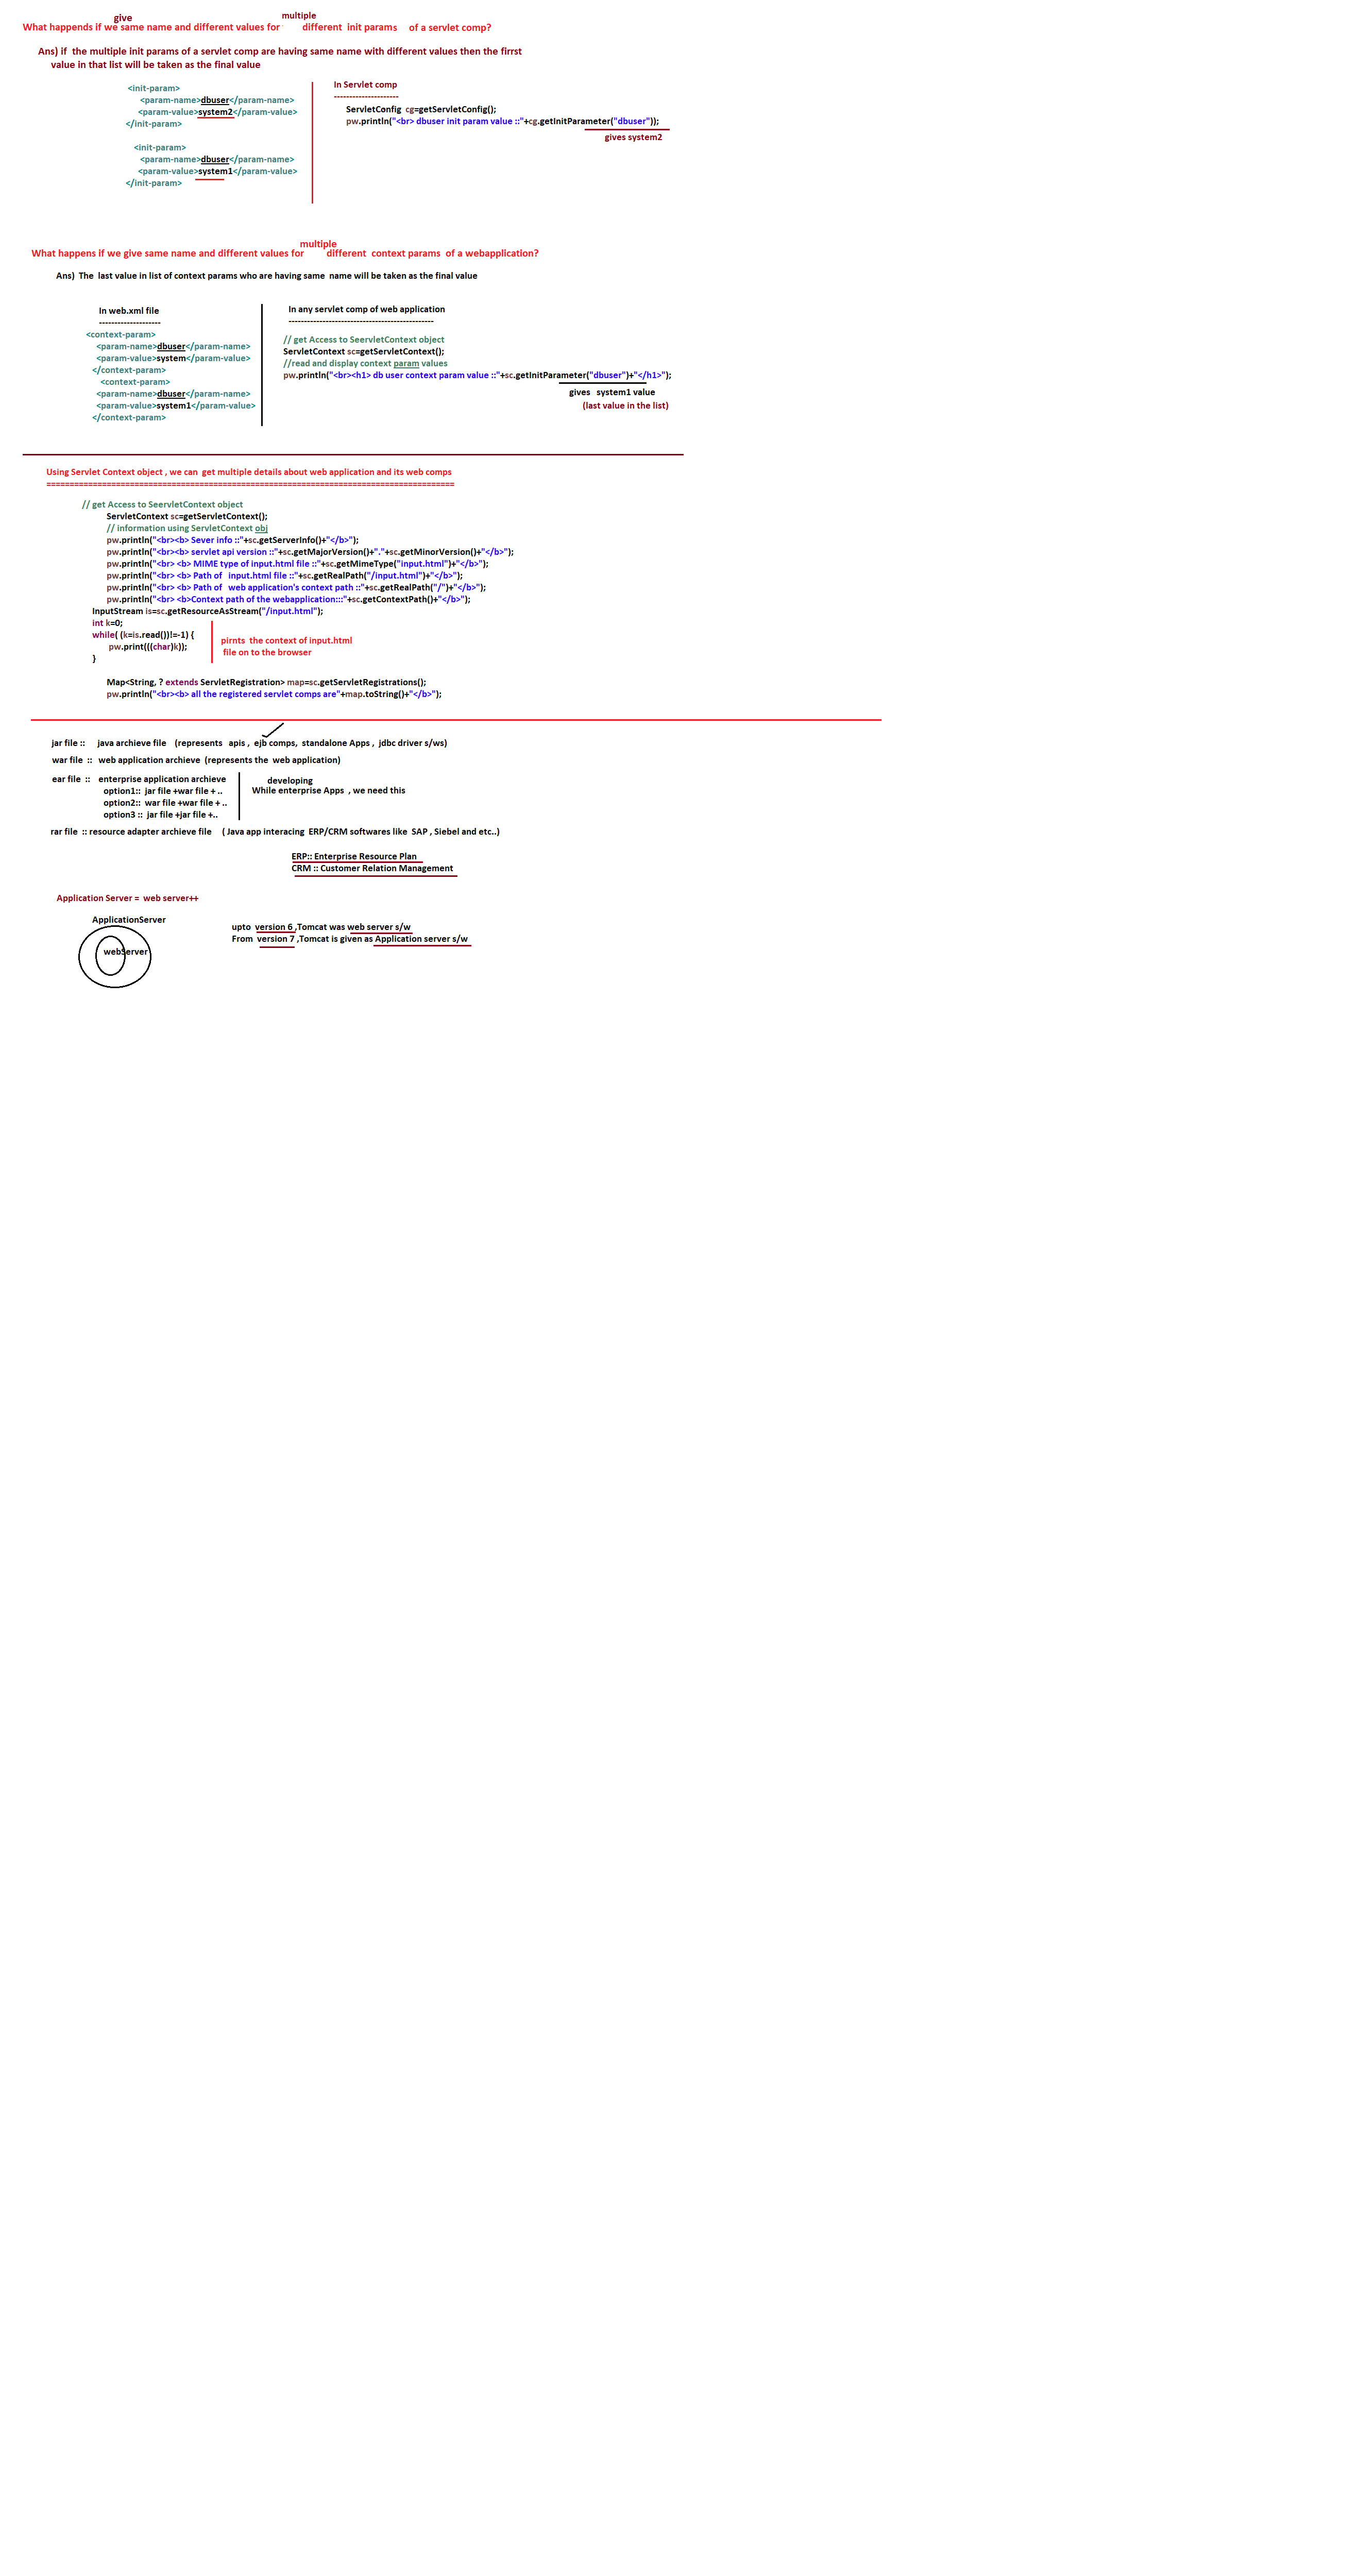 give
multiple
What happends if we same name and different values for different init params of a servlet comp?
Ans) if the multiple init params of a servlet comp are having same name with different values then the firrst
value in that list will be taken as the final value
<init-param>
<param-name>dbuser</param-name>
<param-value>system2</param-value>
</init-param>
<init-param>
<param-name>dbuser</param-name>
<param-value>system1</param-value>
</init-param>
In Servlet comp
---------------------
ServletConfig cg=getServletConfig();
pw.println("<br> dbuser init param value ::"+cg.getInitParameter("dbuser"));
gives system2
multiple
What happens if we give same name and different values for different context params of a webapplication?
Ans) The last value in list of context params who are having same name will be taken as the final value
In web.xml file
--------------------
<context-param>
<param-name>dbuser</param-name>
<param-value>system</param-value>
</context-param>
<context-param>
<param-name>dbuser</param-name>
<param-value>system1</param-value>
</context-param>
In any servlet comp of web application
-----------------------------------------------
// get Access to SeervletContext object
ServletContext sc=getServletContext();
//read and display context param values
pw.println("<br><h1> db user context param value ::"+sc.getInitParameter("dbuser")+"</h1>");
gives system1 value
(last value in the list)
Using Servlet Context object , we can get multiple details about web application and its web comps
========================================================================================
// get Access to SeervletContext object
ServletContext sc=getServletContext();
// information using ServletContext obj
pw.println("<br><b> Sever info ::"+sc.getServerInfo()+"</b>");
pw.println("<br><b> servlet api version ::"+sc.getMajorVersion()+"."+sc.getMinorVersion()+"</b>");
pw.println("<br> <b> MIME type of input.html file ::"+sc.getMimeType("input.html")+"</b>");
pw.println("<br> <b> Path of input.html file ::"+sc.getRealPath("/input.html")+"</b>");
pw.println("<br> <b> Path of web application's context path ::"+sc.getRealPath("/")+"</b>");
pw.println("<br> <b>Context path of the webapplication:::"+sc.getContextPath()+"</b>");
InputStream is=sc.getResourceAsStream("/input.html");
int k=0;
while( (k=is.read())!=-1) {
pw.print(((char)k));
}
pirnts the context of input.html
file on to the browser
Map<String, ? extends ServletRegistration> map=sc.getServletRegistrations();
pw.println("<br><b> all the registered servlet comps are"+map.toString()+"</b>");
jar file :: java archieve file (represents apis , ejb comps, standalone Apps , jdbc driver s/ws)
war file :: web application archieve (represents the web application)
ear file :: enterprise application archieve
option1:: jar file +war file + ..
option2:: war file +war file + ..
option3 :: jar file +jar file +..
developing
While enterprise Apps , we need this
rar file :: resource adapter archieve file ( Java app interacing ERP/CRM softwares like SAP , Siebel and etc..)
ERP:: Enterprise Resource Plan
CRM :: Customer Relation Management
Application Server = web server++
ApplicationServer
webServer
upto version 6 ,Tomcat was web server s/w
From version 7 ,Tomcat is given as Application server s/w